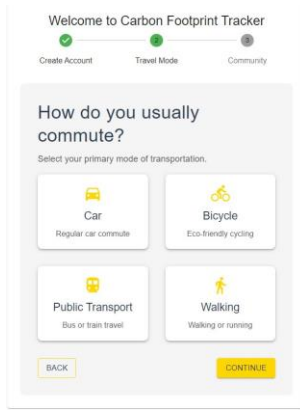 Welcome to Carbon Footprint Tracker
2
3
Create Account
Travel Mode
Community
How do you usually
commute?
Select your primary mode of transportation.
Car
Regular car commute
Bicycle
Eco-friendly cycling
Public Transport
Bus or train travel
Walking
Walking or running
BACK
CONTINUE